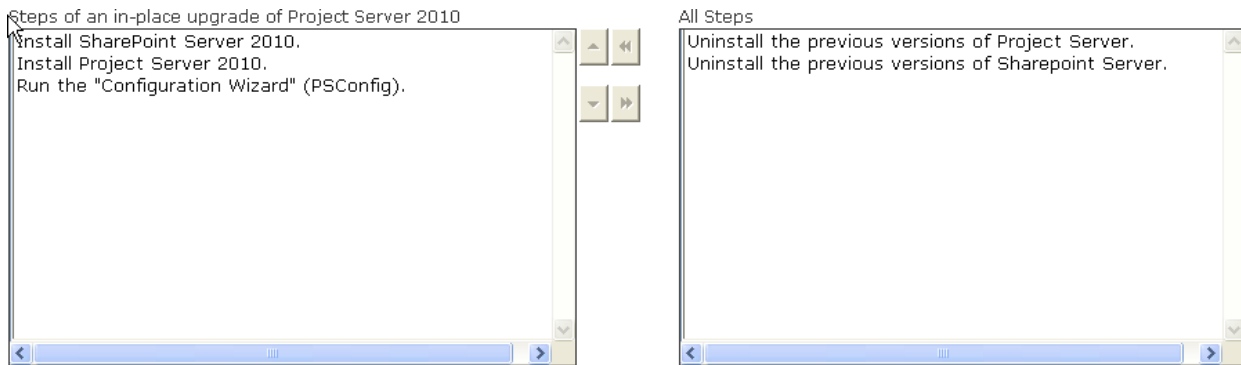 Steps of an in-place upgrade of Project Server 2010
Install SharePoint Server 2010.
Install Project Server 2010.
Run the "Configuration Wizard" (PSConfig).
All Steps
Uninstall the previous versions of Project Server.
Uninstall the previous versions of Sharepoint Server.